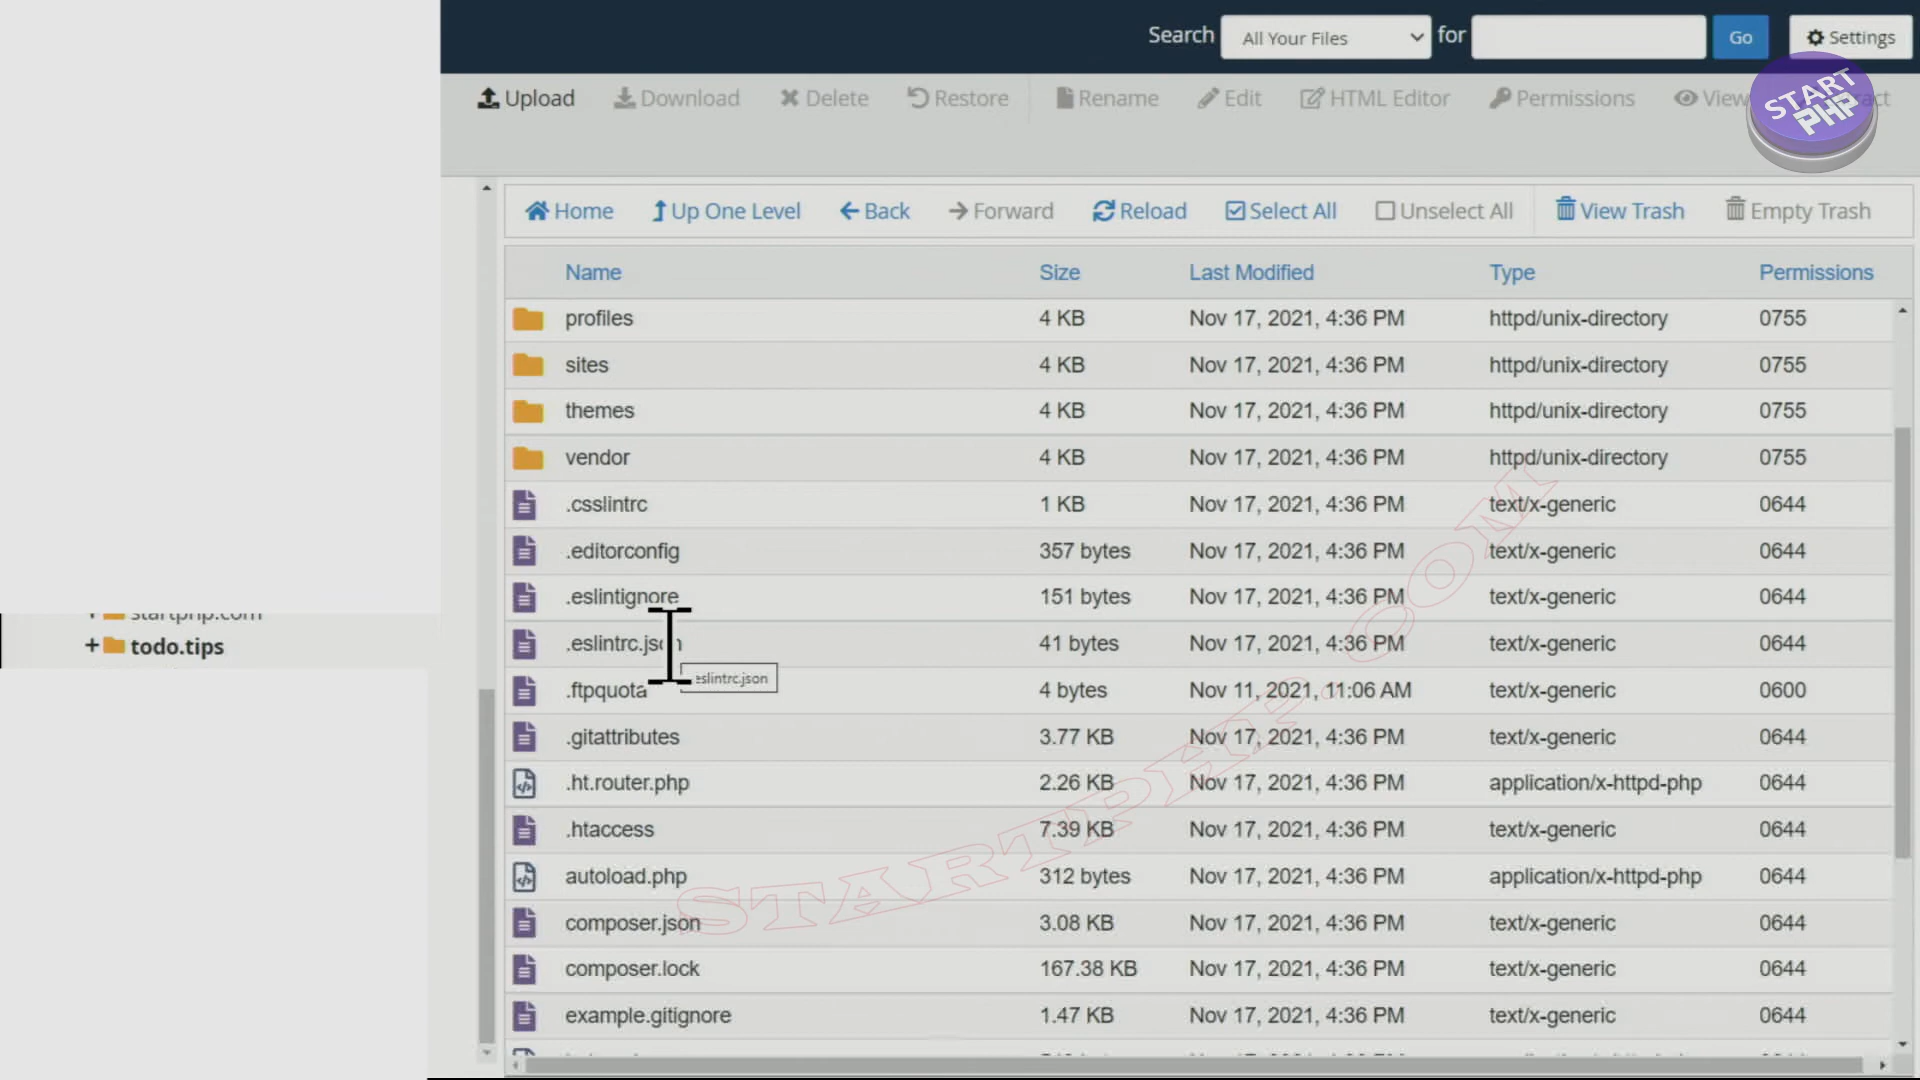 Search All Your Files for Go Settings
Upload Download Delete Restore Rename Edit HTML Editor Permissions View
START PHP
Home Up One Level Back Forward Reload Select All Unselect All View Trash Empty Trash
Name Size Last Modified Type Permissions
profiles 4 KB Nov 17, 2021, 4:36 PM httpd/unix-directory 0755
sites 4 KB Nov 17, 2021, 4:36 PM httpd/unix-directory 0755
themes 4 KB Nov 17, 2021, 4:36 PM httpd/unix-directory 0755
vendor 4 KB Nov 17, 2021, 4:36 PM httpd/unix-directory 0755
.csslintrc 1 KB Nov 17, 2021, 4:36 PM text/x-generic 0644
.editorconfig 357 bytes Nov 17, 2021, 4:36 PM text/x-generic 0644
.eslintignore 151 bytes Nov 17, 2021, 4:36 PM text/x-generic 0644
startphp.com
+ todo.tips
.eslintrc.json 41 bytes Nov 17, 2021, 4:36 PM text/x-generic 0644
eslintrc.json
.ftpquota 4 bytes Nov 11, 2021, 11:06 AM text/x-generic 0600
.gitattributes 3.77 KB Nov 17, 2021, 4:36 PM text/x-generic 0644
.ht.router.php 2.26 KB Nov 17, 2021, 4:36 PM application/x-httpd-php 0644
.htaccess 7.39 KB Nov 17, 2021, 4:36 PM text/x-generic 0644
autoload.php 312 bytes Nov 17, 2021, 4:36 PM application/x-httpd-php 0644
composer.json 3.08 KB Nov 17, 2021, 4:36 PM text/x-generic 0644
composer.lock 167.38 KB Nov 17, 2021, 4:36 PM text/x-generic 0644
example.gitignore 1.47 KB Nov 17, 2021, 4:36 PM text/x-generic 0644
STARTPHP.COM